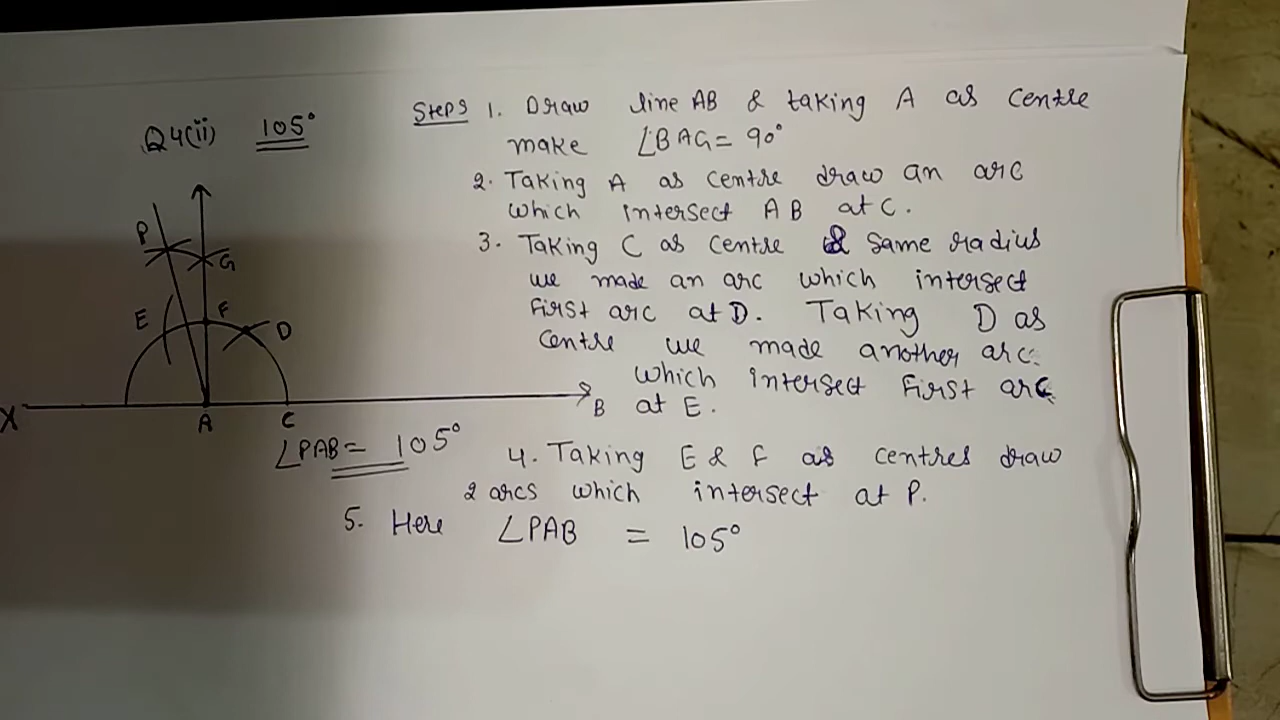 Q4(ii) 105°
Steps 1. Draw line AB & taking A as centre
make ∠BAG = 90°
2. Taking A as centre draw an arc
which intersect AB at C.
3. Taking C as centre & same radius
we made an arc which intersect
first arc at D. Taking D as
centre we made another arc
which intersect first arc
at E.
P
G
E
F
D
X
A
C
B
∠PAB = 105°
4. Taking E & F as centres draw
2 arcs which intersect at P.
5. Here ∠PAB = 105°